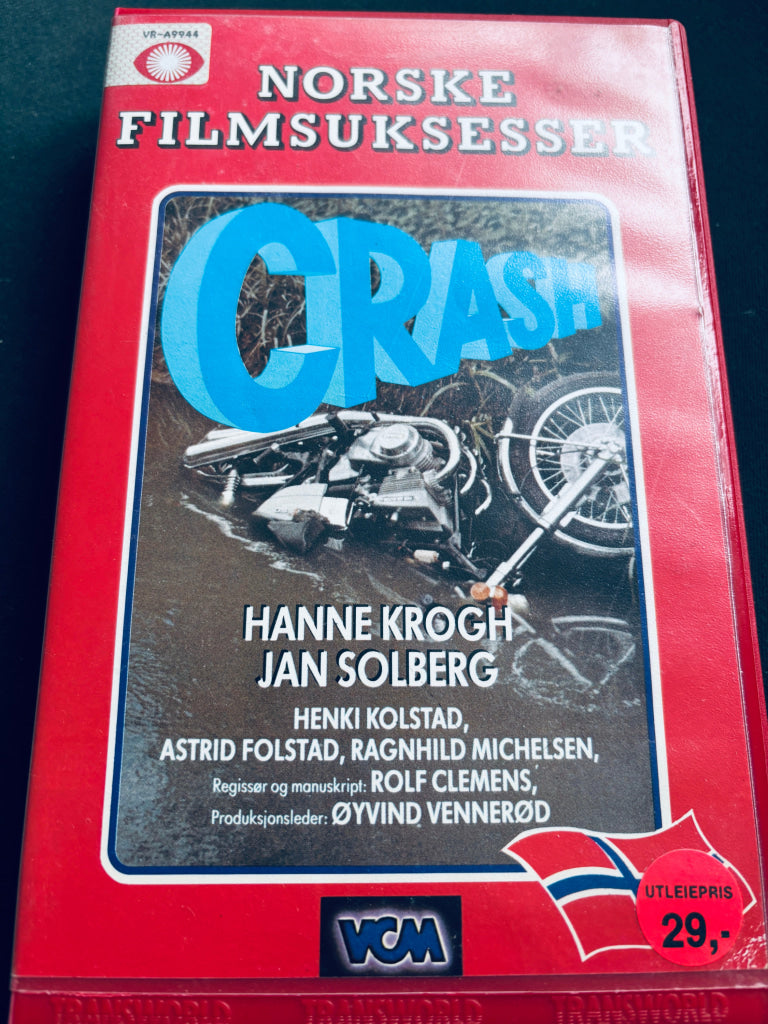 VR-A9944
NORSKE
FILMSUKSESSER
CRASH
HANNE KROGH
JAN SOLBERG
HENKI KOLSTAD,
ASTRID FOLSTAD, RAGNHILD MICHELSEN,
Regissør og manuskript: ROLF CLEMENS,
Produksjonsleder: ØYVIND VENNERØD
UTLEIEPRIS
29,-
VCM
TRANSWORLD TRANSWORLD TRANSWORLD